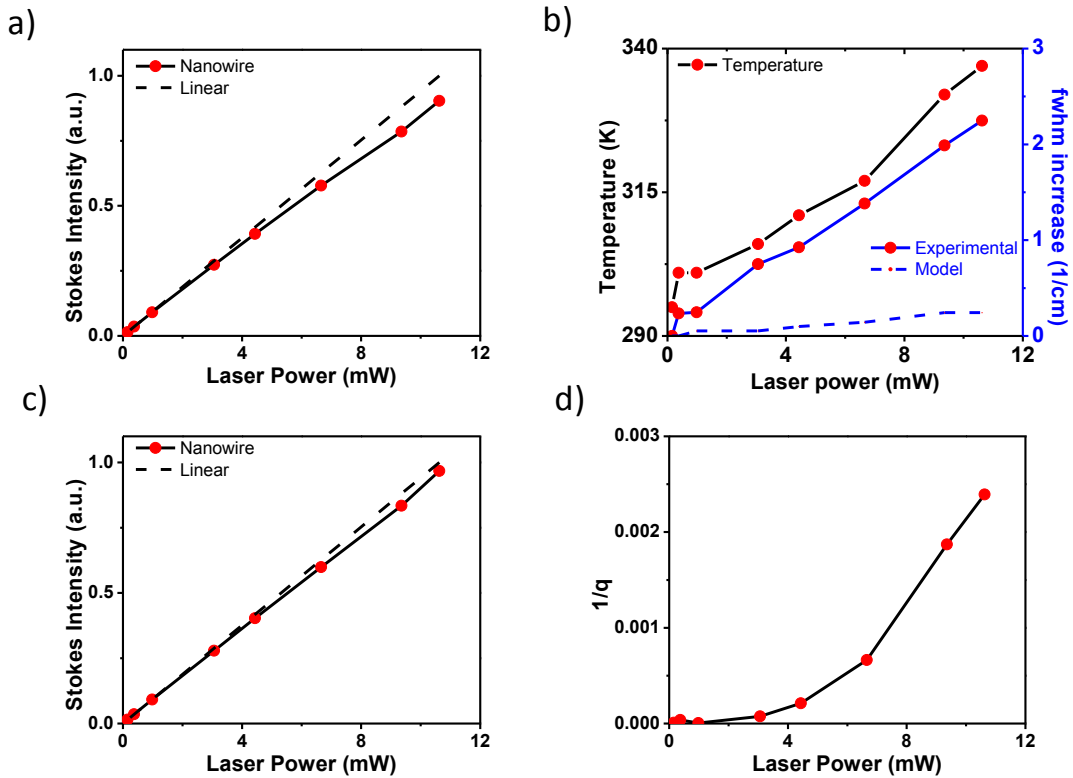 a)
Nanowire
Linear
1.0
0.5
0.0
0
4
8
12
Stokes Intensity (a.u.)
Laser Power (mW)
b)
Temperature
340
315
290
3
2
1
0
0
4
8
12
Temperature (K)
fwhm incrrease (1/cm)
Experimental
Model
Laser power (mW)
c)
Nanowire
Linear
1.0
0.5
0.0
0
4
8
12
Stokes Intensity (a.u.)
Laser Power (mW)
d)
0.003
0.002
0.001
0.000
0
4
8
12
1/q
Laser Power (mW)